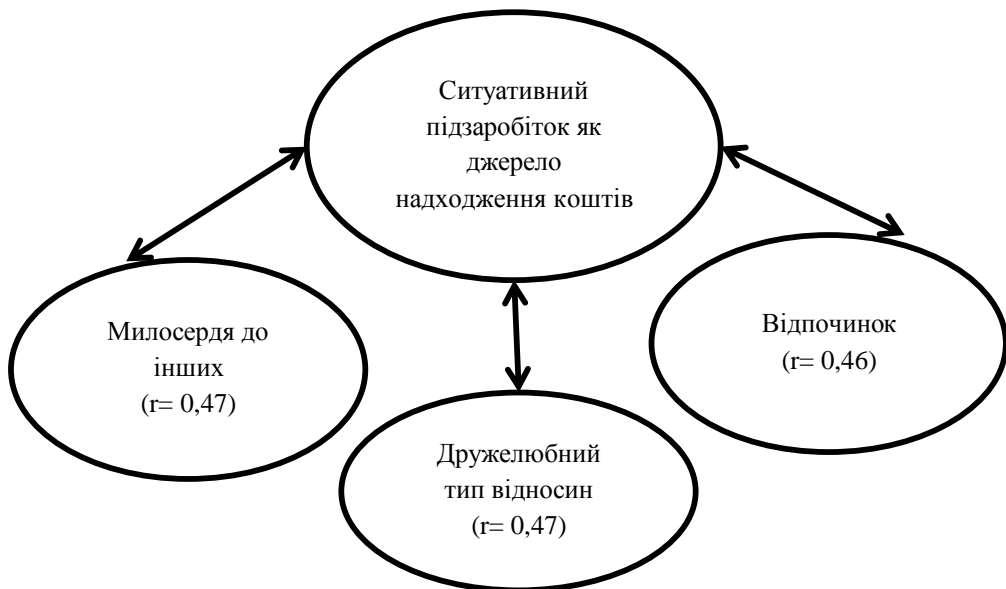 Ситуативний
підзаробіток як
джерело
надходження коштів
Милосердя до
інших
(r= 0,47)
Відпочинок
(r= 0,46)
Дружелюбний
тип відносин
(r= 0,47)